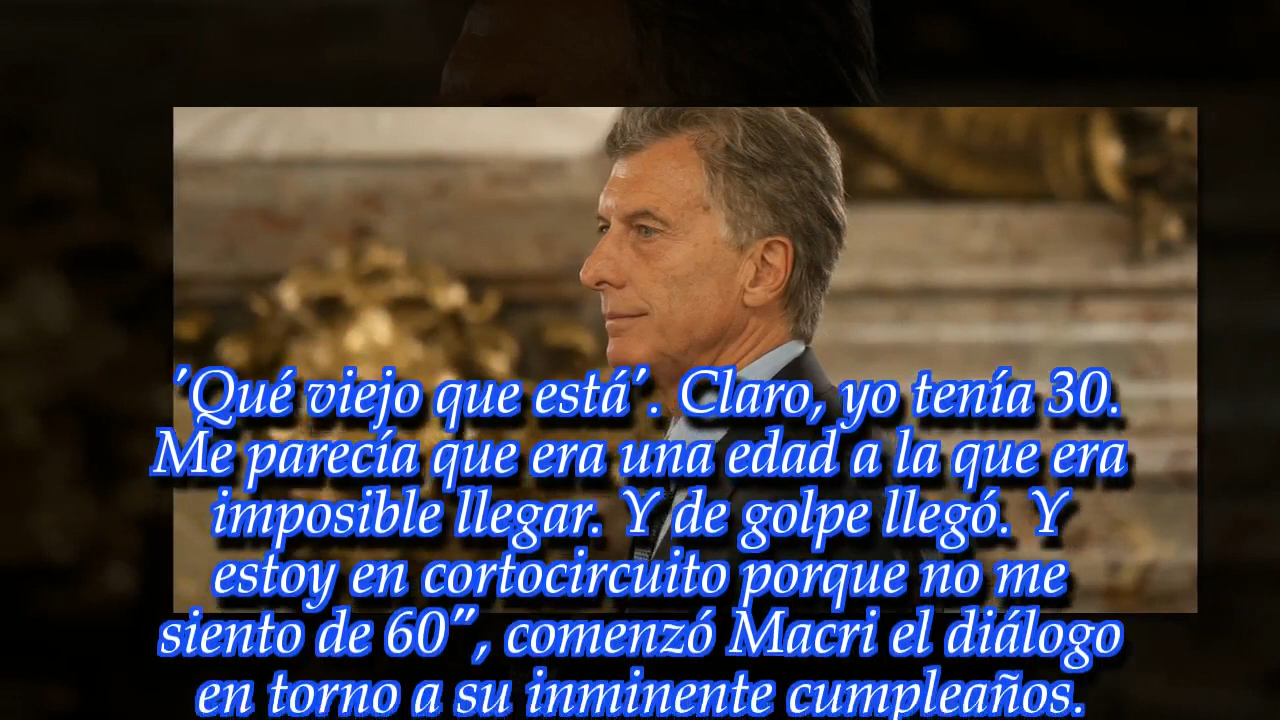 'Qué viejo que está'. Claro, yo tenía 30.
Me parecía que era una edad a la que era
imposible llegar. Y de golpe llegó. Y
estoy en cortocircuito porque no me
siento de 60", comenzó Macri el diálogo
en torno a su inminente cumpleaños.